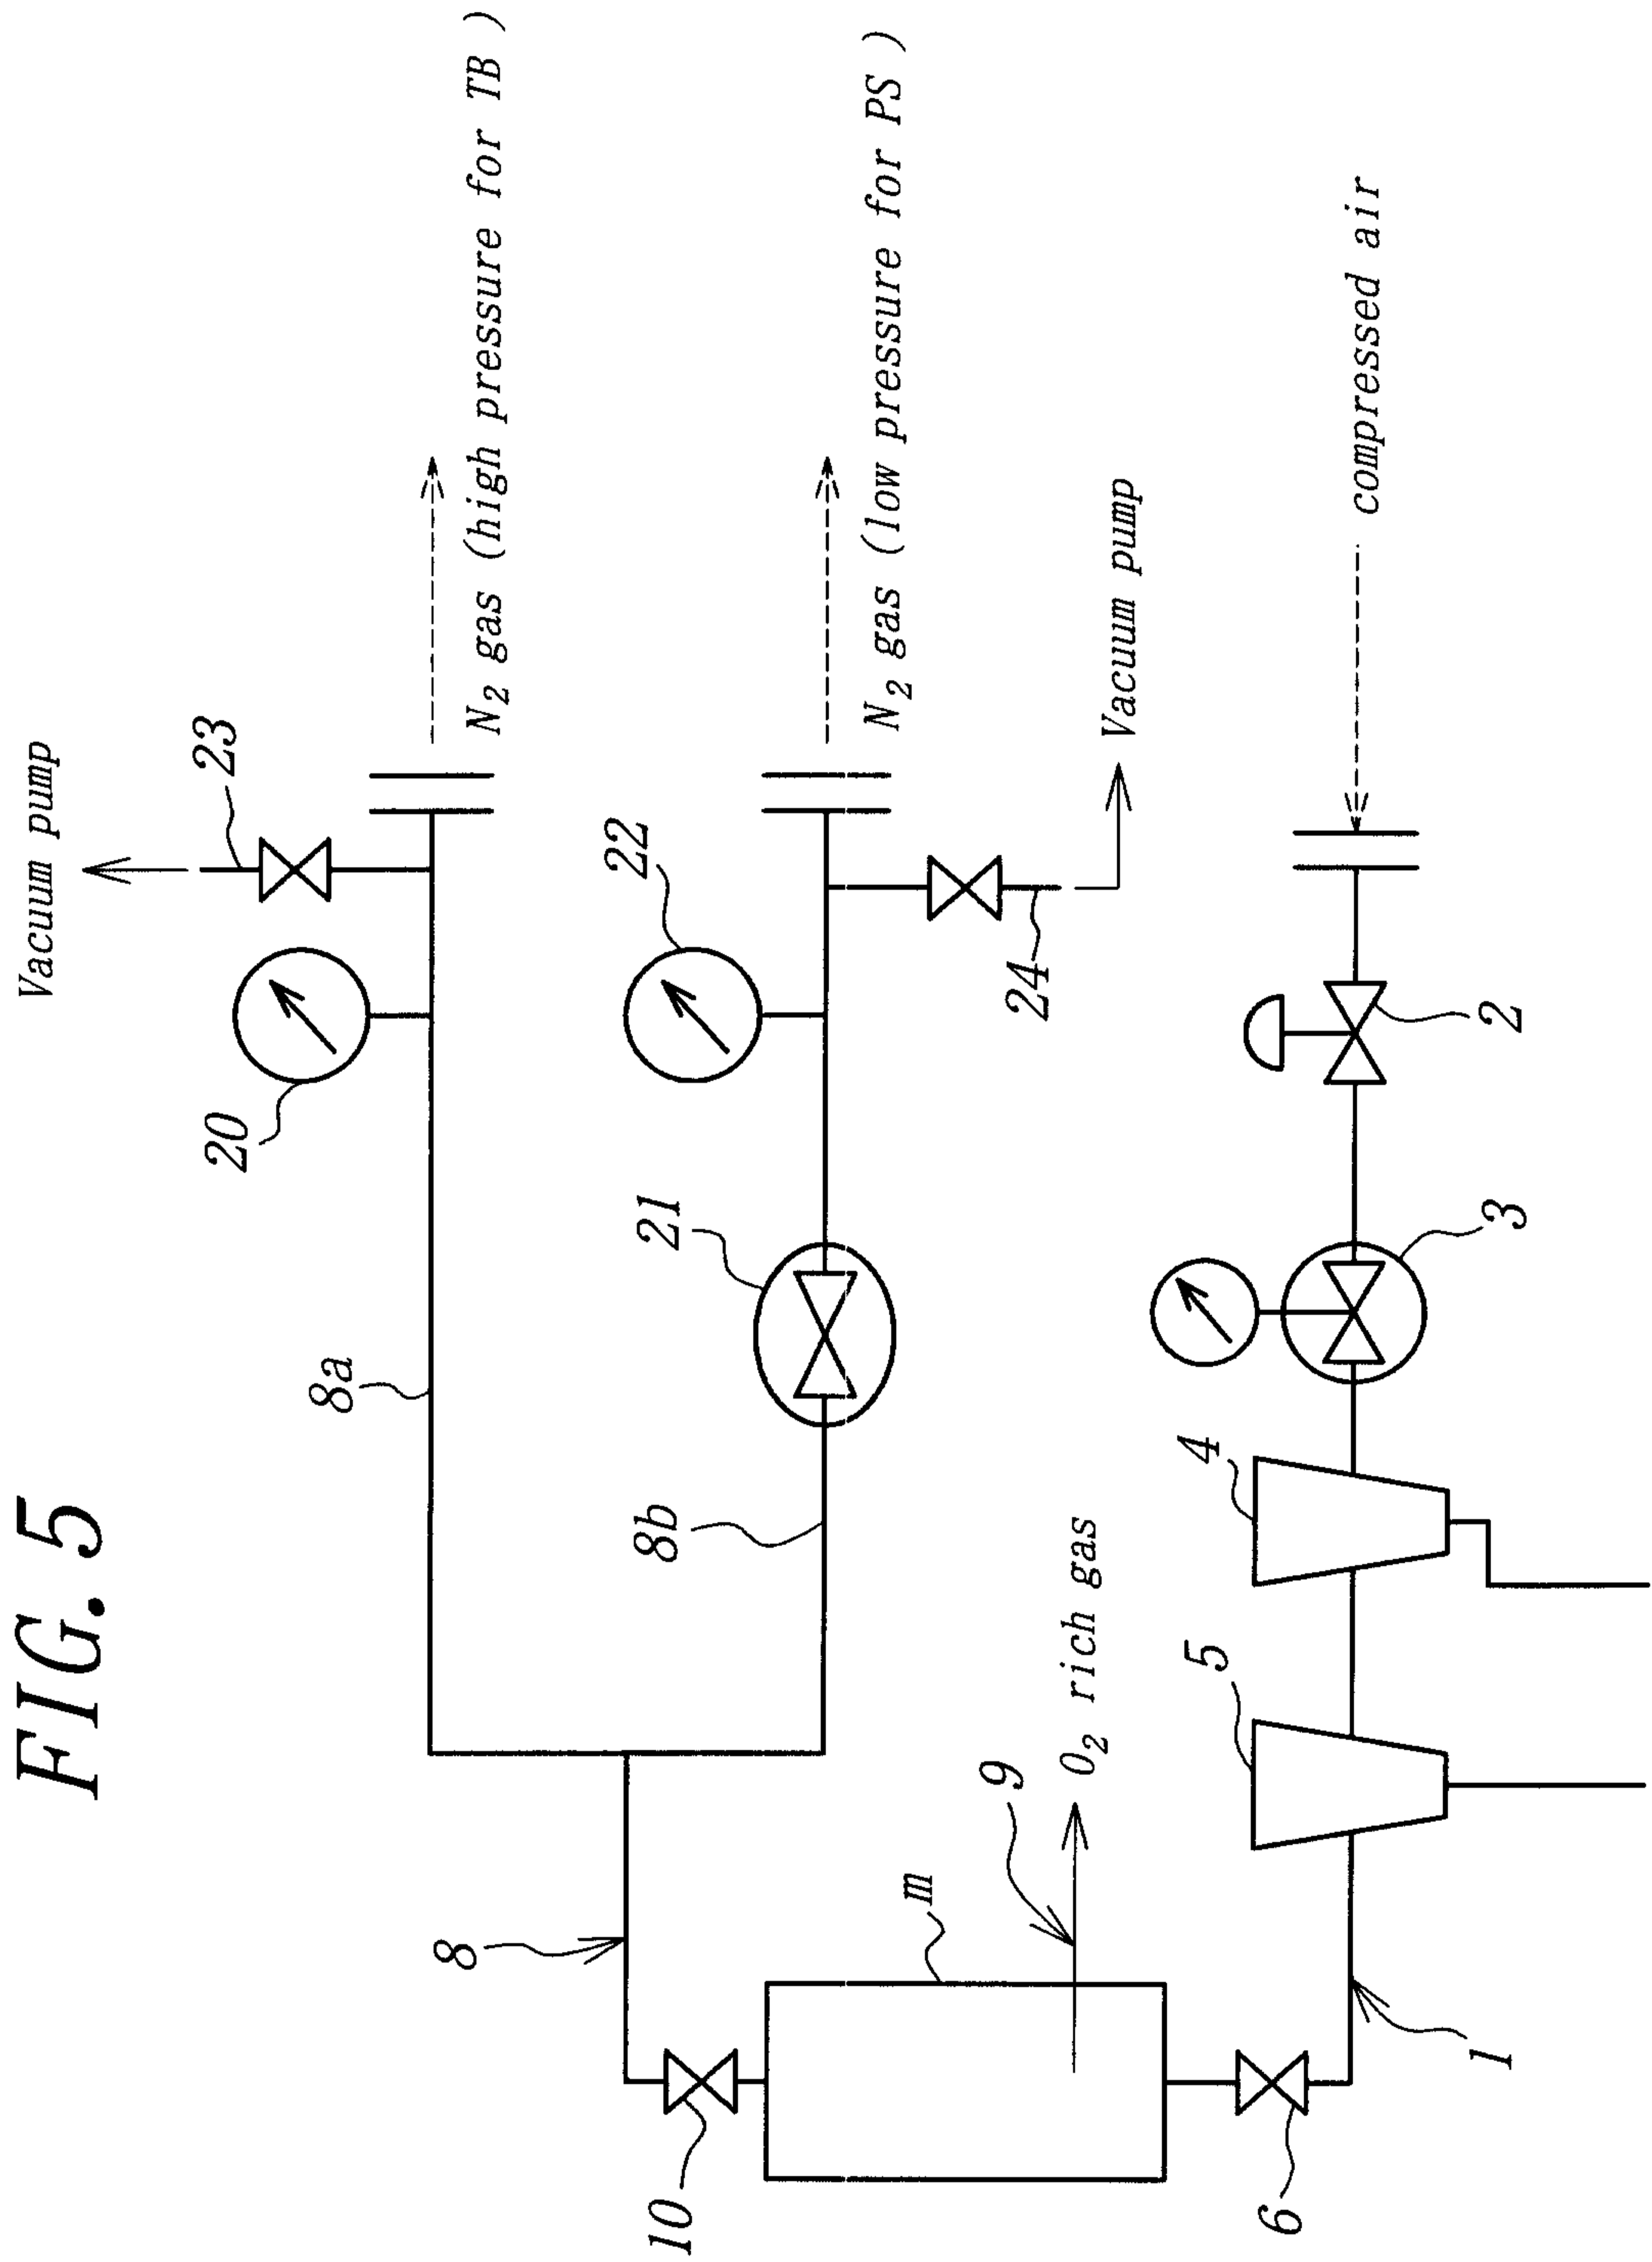 FIG. 5
Vacuum pump
23
20
N2 gas (high pressure for TB )
8a
22
21
N2 gas (low pressure for PS )
8b
24
Vacuum pump
8
m
9
O2 rich gas
10
compressed air
2
3
4
5
6
1